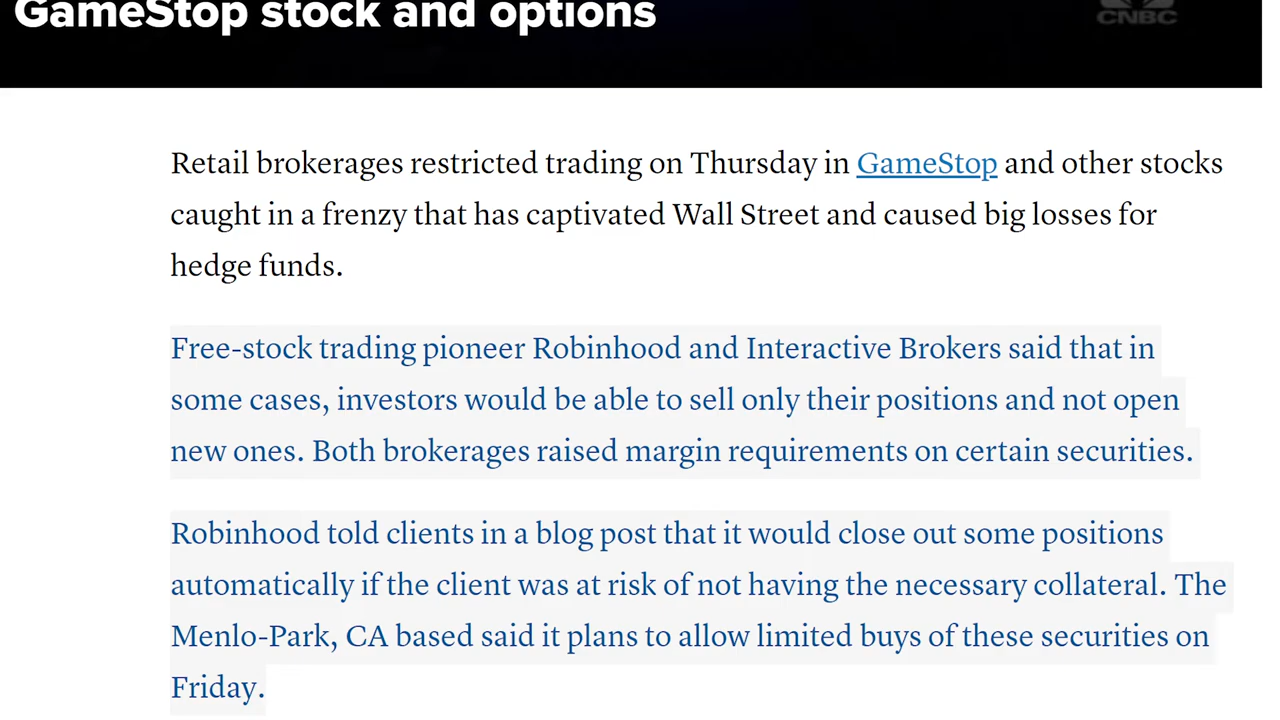 GameStop stock and options
CNBC
Retail brokerages restricted trading on Thursday in GameStop and other stocks
caught in a frenzy that has captivated Wall Street and caused big losses for
hedge funds.
Free-stock trading pioneer Robinhood and Interactive Brokers said that in
some cases, investors would be able to sell only their positions and not open
new ones. Both brokerages raised margin requirements on certain securities.
Robinhood told clients in a blog post that it would close out some positions
automatically if the client was at risk of not having the necessary collateral. The
Menlo-Park, CA based said it plans to allow limited buys of these securities on
Friday.